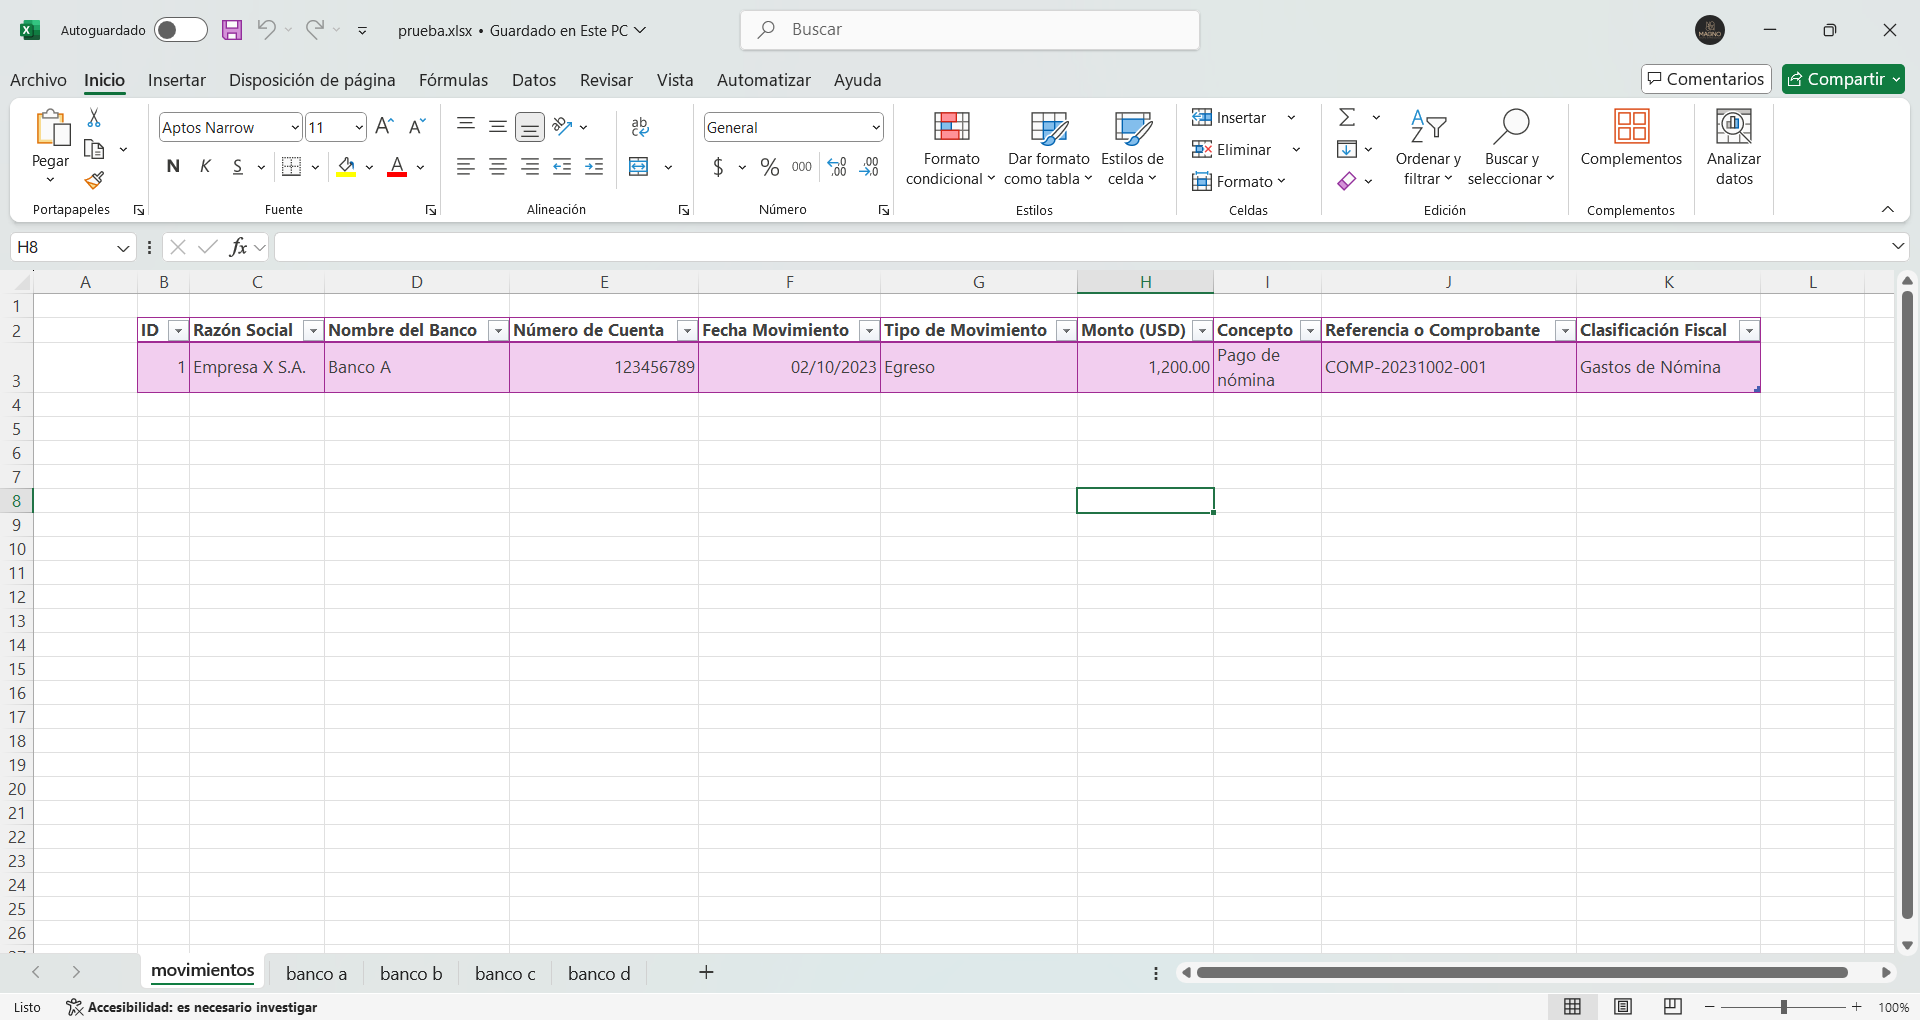 Autoguardado prueba.xlsx • Guardado en Este PC Buscar
Archivo Inicio Insertar Disposición de página Fórmulas Datos Revisar Vista Automatizar Ayuda Comentarios Compartir
Pegar
Portapapeles
Aptos Narrow 11 A A
N K S A
Fuente
ab
c
Alineación
General
$ % 000 ,00 ,00
Número
Formato condicional
Dar formato como tabla
Estilos de celda
Estilos
Insertar
Eliminar
Formato
Celdas
Ordenar y filtrar
Buscar y seleccionar
Edición
Complementos
Complementos
Analizar datos
H8 fx
A B C D E F G H I J K L
1
2 ID Razón Social Nombre del Banco Número de Cuenta Fecha Movimiento Tipo de Movimiento Monto (USD) Concepto Referencia o Comprobante Clasificación Fiscal
3 1 Empresa X S.A. Banco A 123456789 02/10/2023 Egreso 1,200.00 Pago de nómina COMP-20231002-001 Gastos de Nómina
4
5
6
7
8
9
10
11
12
13
14
15
16
17
18
19
20
21
22
23
24
25
26
movimientos banco a banco b banco c banco d
Listo Accesibilidad: es necesario investigar 100%